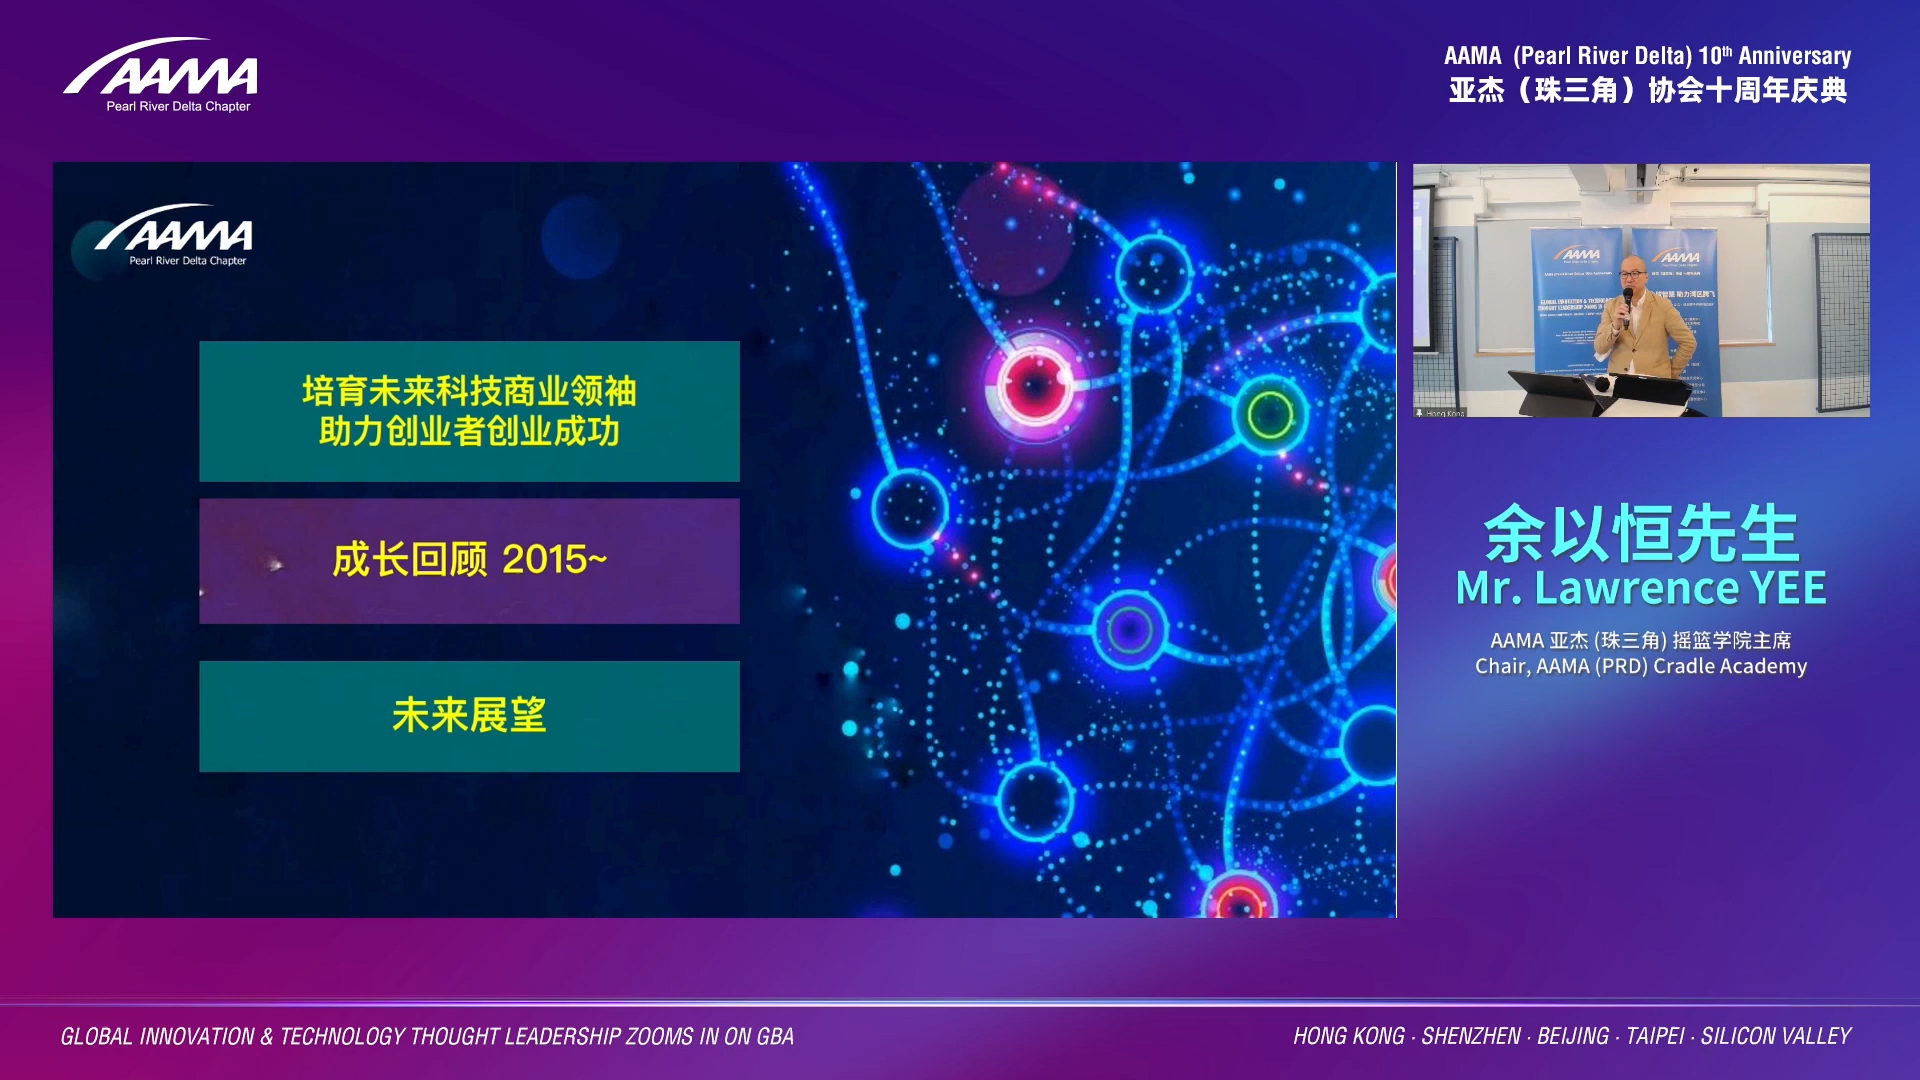 AAMA
Pearl River Delta Chapter
AAMA (Pearl River Delta) 10th Anniversary
亚杰（珠三角）协会十周年庆典
AAMA
Pearl River Delta Chapter
培育未来科技商业领袖
助力创业者创业成功
成长回顾 2015~
未来展望
AAMA
AAMA
Hong Kong
余以恒先生
Mr. Lawrence YEE
AAMA 亚杰 (珠三角) 摇篮学院主席
Chair, AAMA (PRD) Cradle Academy
GLOBAL INNOVATION & TECHNOLOGY THOUGHT LEADERSHIP ZOOMS IN ON GBA
HONG KONG · SHENZHEN · BEIJING · TAIPEI · SILICON VALLEY